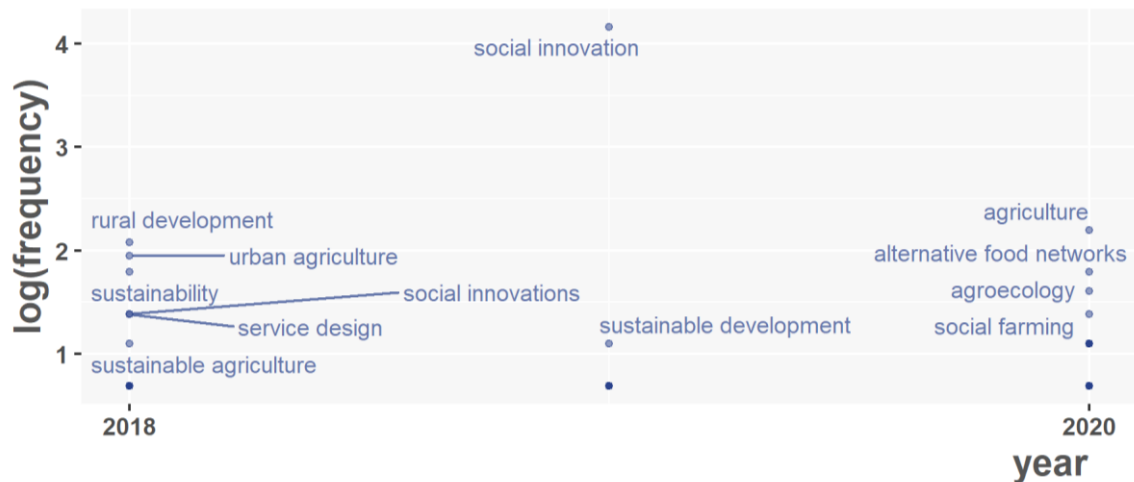 social innovation
4
3
rural development
agriculture
2
urban agriculture
alternative food networks
sustainability
social innovations
agroecology
service design
sustainable development
social farming
1
sustainable agriculture
log(frequency)
2018
2020
year